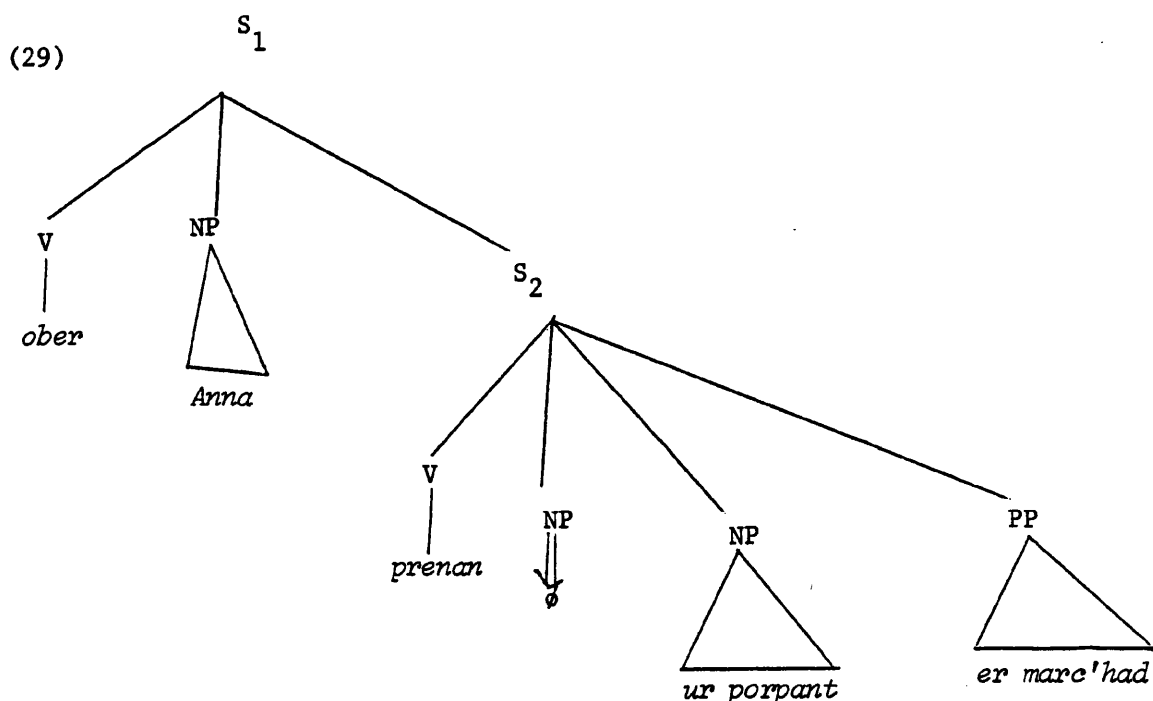 S1
(29)
V NP S2
ober
Anna
V NP NP PP
prenan
ø
ur porpant er marc'had